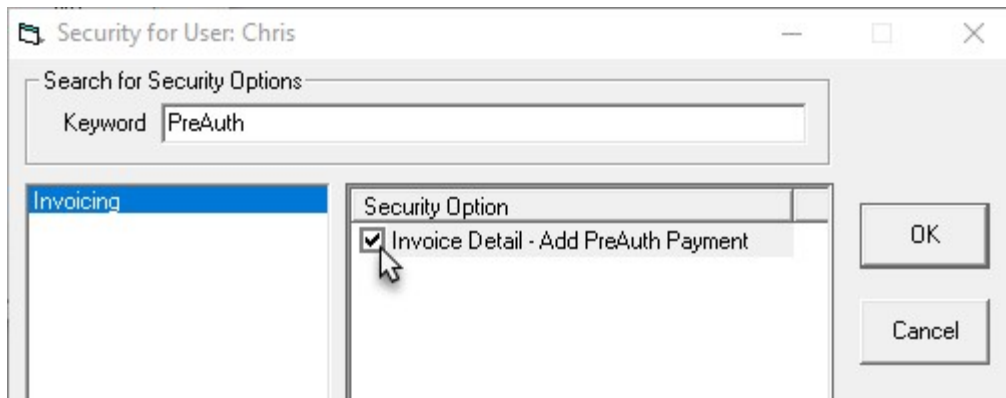 Security for User: Chris
Search for Security Options
Keyword PreAuth
Invoicing
Security Option
Invoice Detail - Add PreAuth Payment
OK
Cancel